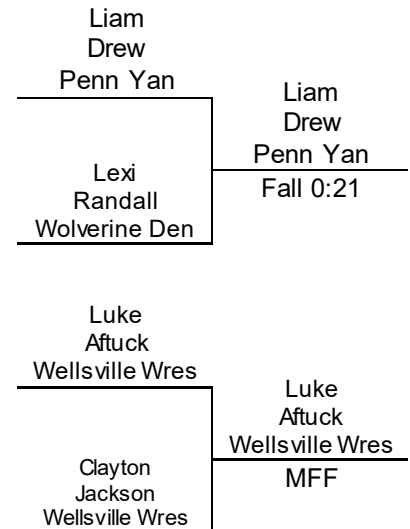 Liam
Drew
Penn Yan
Liam
Drew
Penn Yan
Fall 0:21
Lexi
Randall
Wolverine Den
Luke
Aftuck
Wellsville Wres
Luke
Aftuck
Wellsville Wres
MFF
Clayton
Jackson
Wellsville Wres